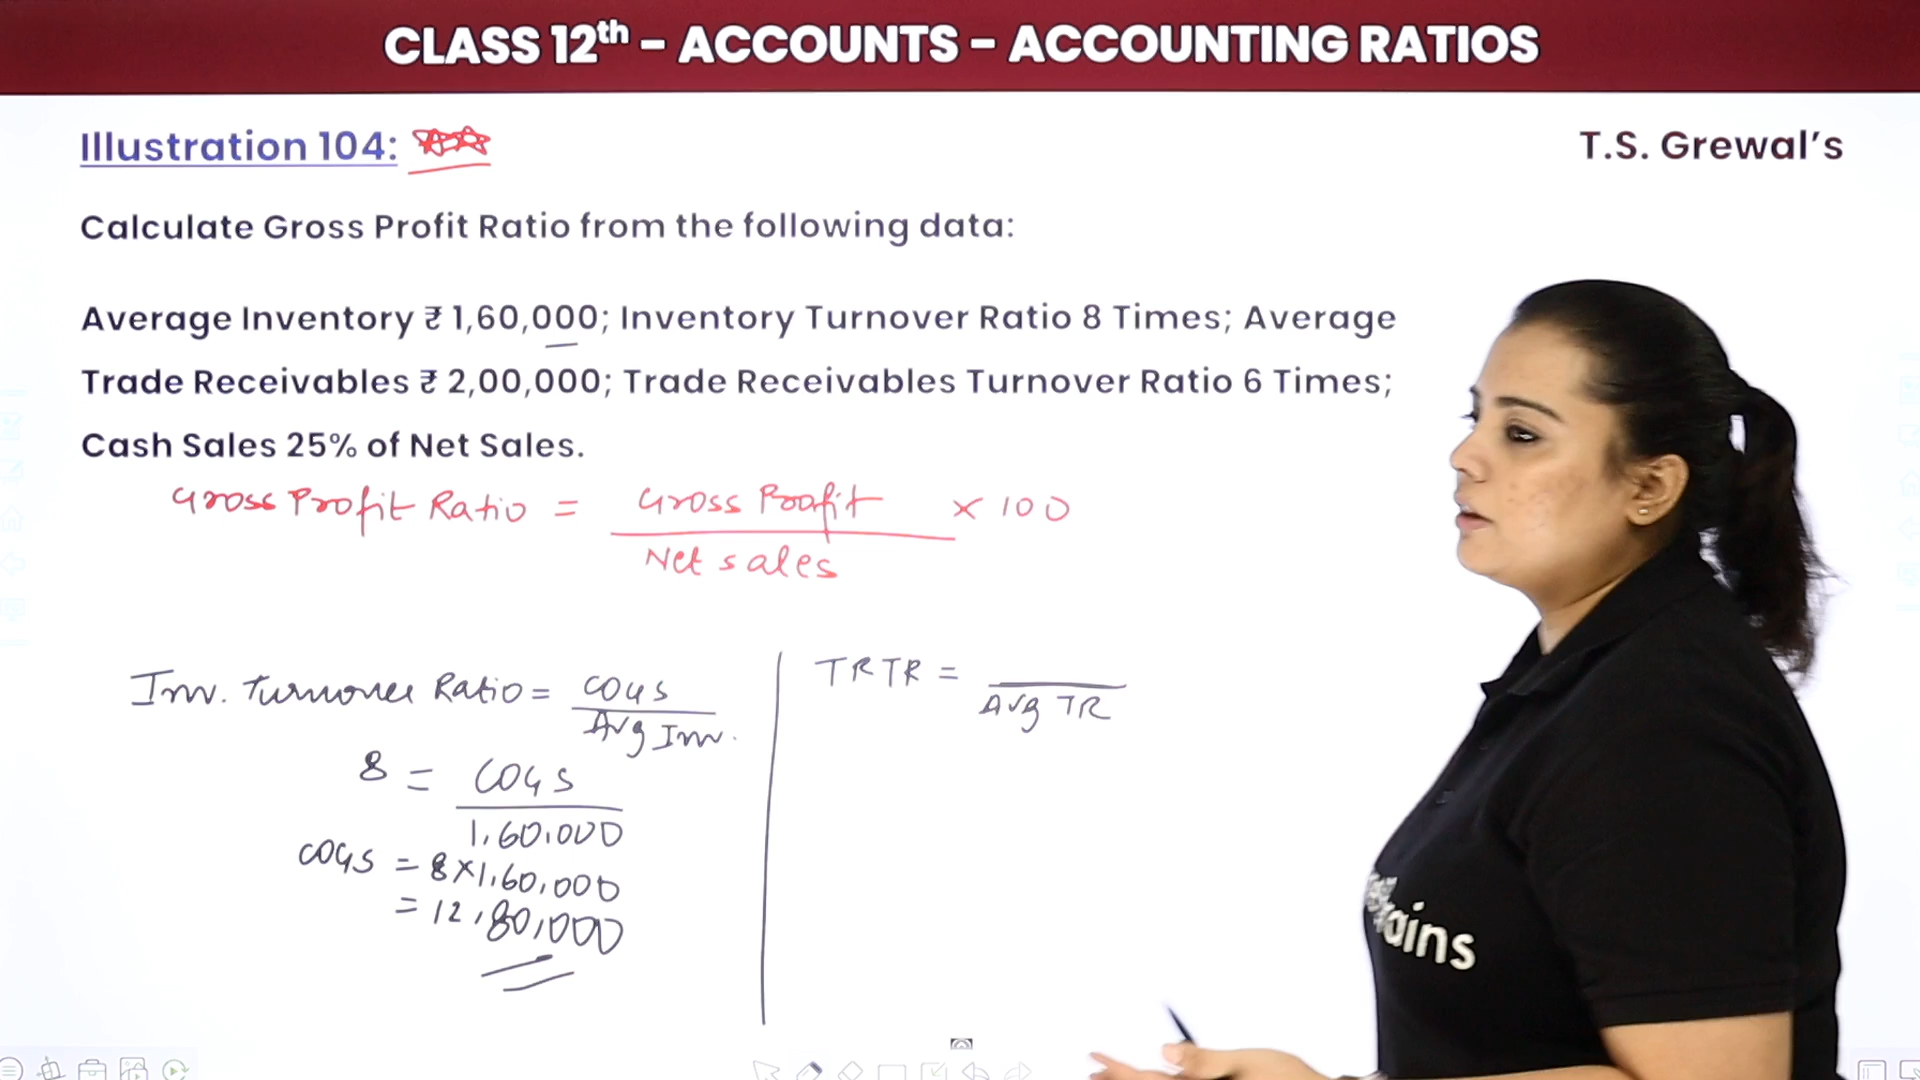 CLASS 12th – ACCOUNTS – ACCOUNTING RATIOS
Illustration 104:
T.S. Grewal’s
Calculate Gross Profit Ratio from the following data:
Average Inventory ₹ 1,60,000; Inventory Turnover Ratio 8 Times; Average
Trade Receivables ₹ 2,00,000; Trade Receivables Turnover Ratio 6 Times;
Cash Sales 25% of Net Sales.
Gross Profit Ratio = Gross Profit × 100
Net sales
Inv. Turnover Ratio = COGS
Avg Inv.
8 = COGS
1,60,000
COGS = 8×1,60,000
= 12,80,000
TRTR =
Avg TR
ains